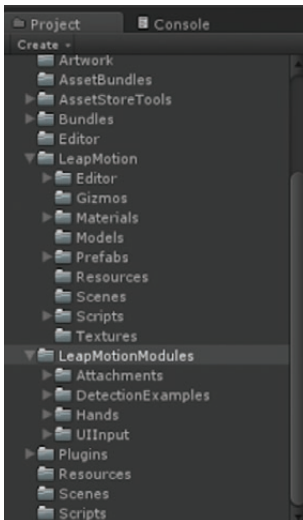 Project Console
Create
Artwork
AssetBundles
AssetStoreTools
Bundles
Editor
LeapMotion
Editor
Gizmos
Materials
Models
Prefabs
Resources
Scenes
Scripts
Textures
LeapMotionModules
Attachments
DetectionExamples
Hands
UIInput
Plugins
Resources
Scenes
Scripts